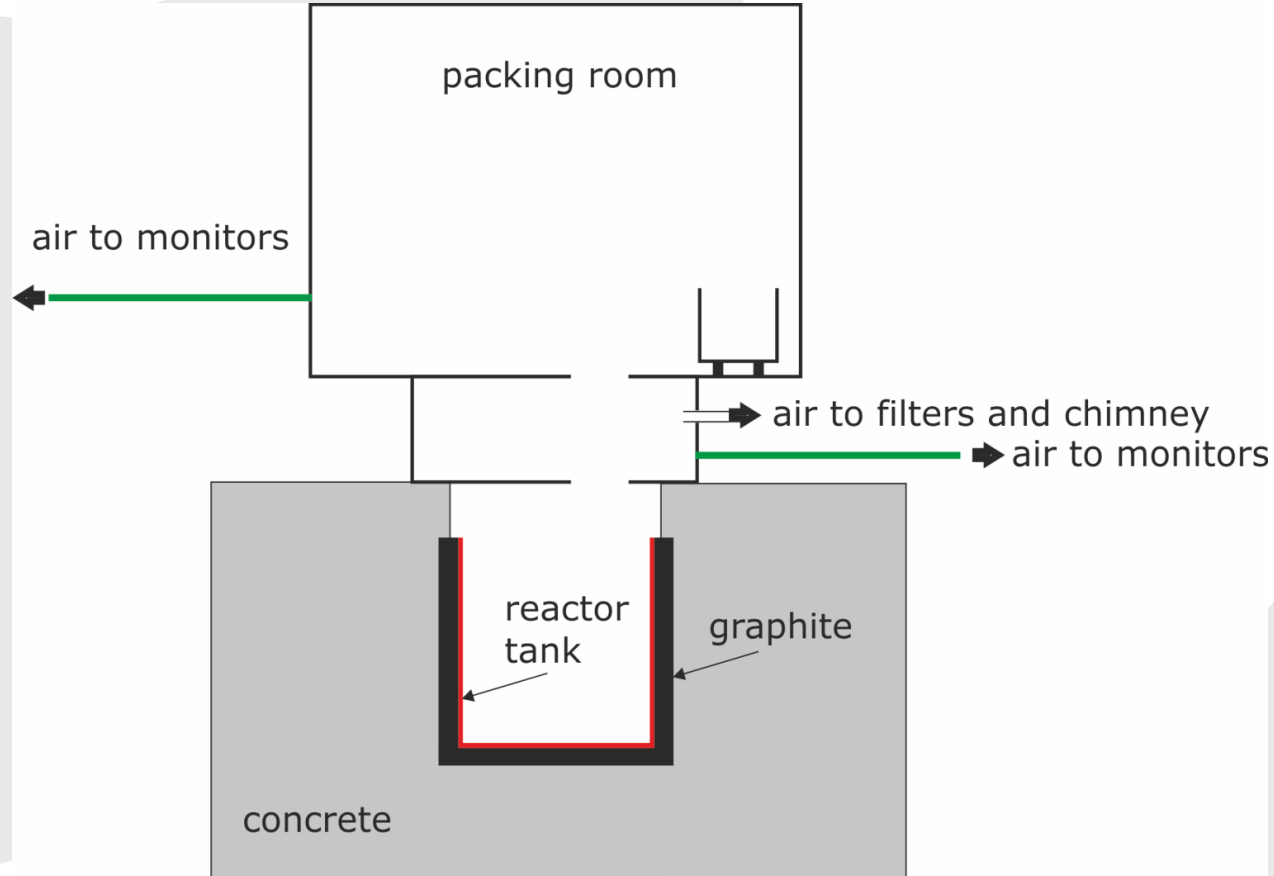 packing room
air to monitors
air to filters and chimney
air to monitors
reactor
tank
graphite
concrete